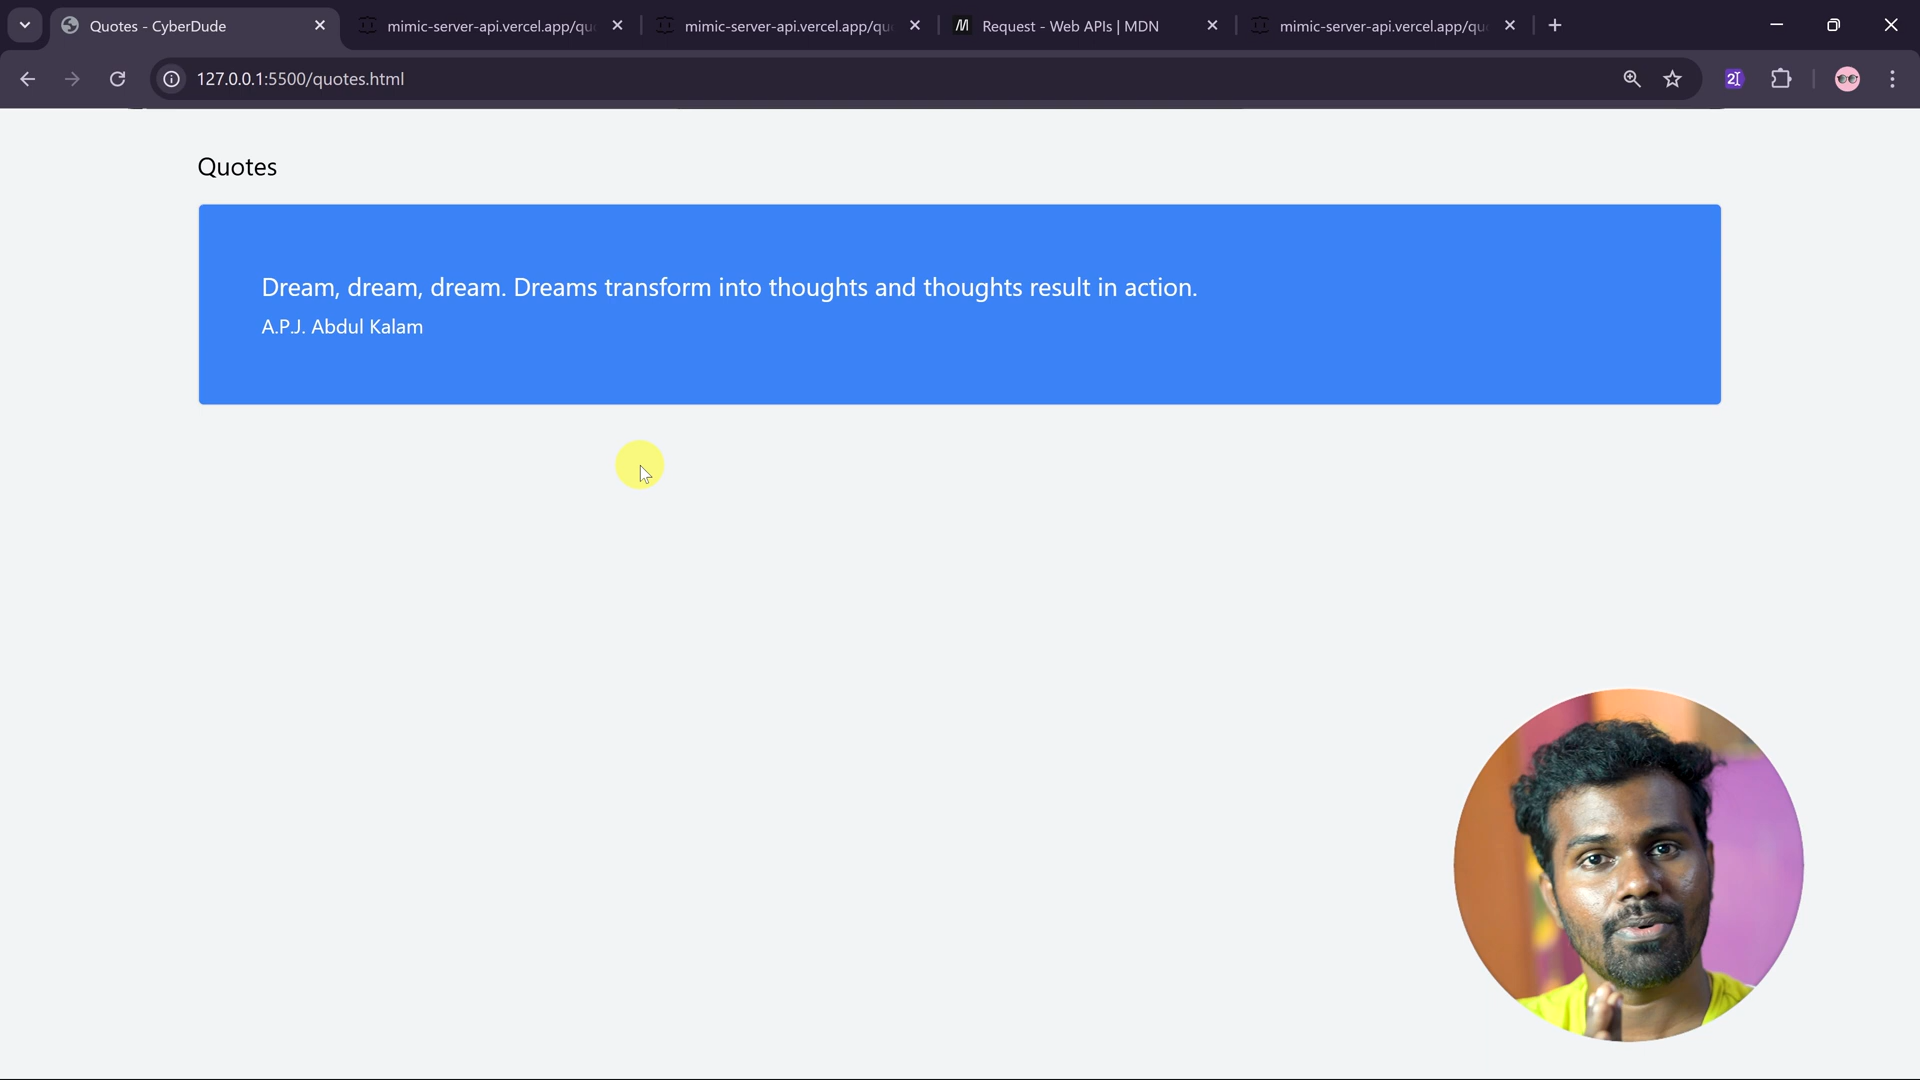 Quotes - CyberDude
mimic-server-api.vercel.app/quo
mimic-server-api.vercel.app/qu
Request - Web APIs | MDN
mimic-server-api.vercel.app/qu
127.0.0.1:5500/quotes.html
Quotes
Dream, dream, dream. Dreams transform into thoughts and thoughts result in action.
A.P.J. Abdul Kalam